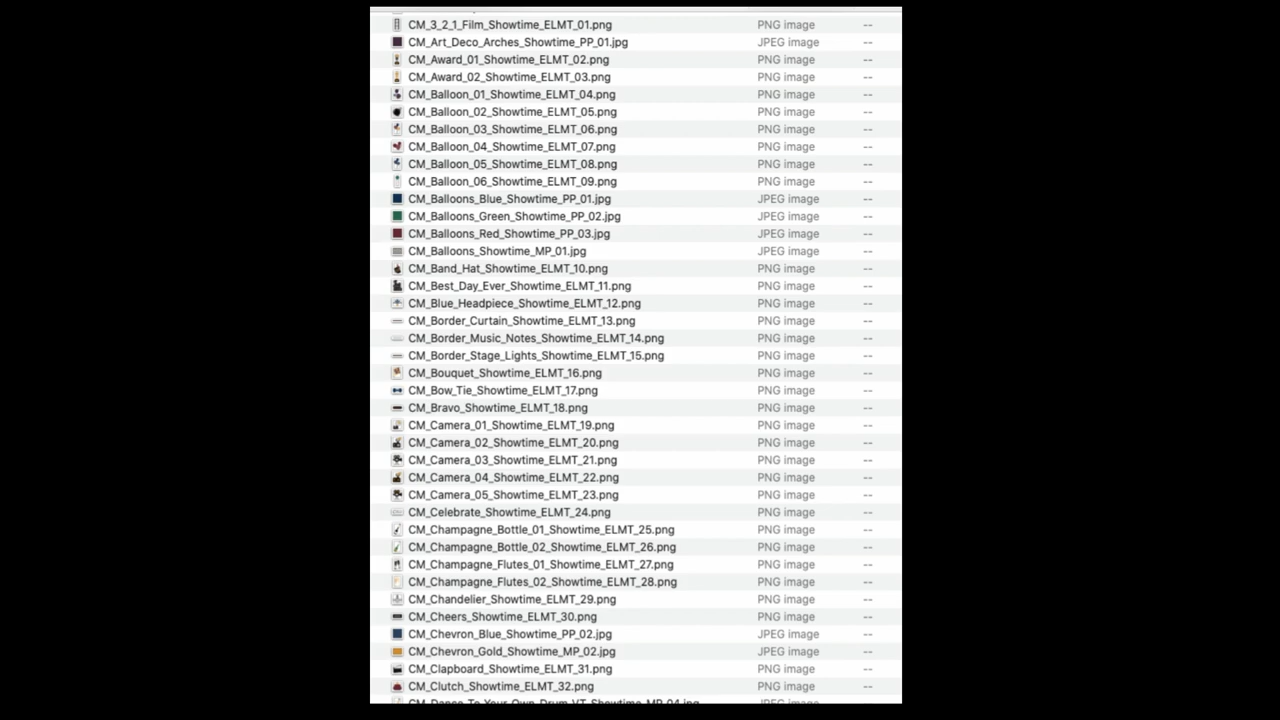 CM_3_2_1_Film_Showtime_ELMT_01.png PNG image --
CM_Art_Deco_Arches_Showtime_PP_01.jpg JPEG image --
CM_Award_01_Showtime_ELMT_02.png PNG image --
CM_Award_02_Showtime_ELMT_03.png PNG image --
CM_Balloon_01_Showtime_ELMT_04.png PNG image --
CM_Balloon_02_Showtime_ELMT_05.png PNG image --
CM_Balloon_03_Showtime_ELMT_06.png PNG image --
CM_Balloon_04_Showtime_ELMT_07.png PNG image --
CM_Balloon_05_Showtime_ELMT_08.png PNG image --
CM_Balloon_06_Showtime_ELMT_09.png PNG image --
CM_Balloons_Blue_Showtime_PP_01.jpg JPEG image --
CM_Balloons_Green_Showtime_PP_02.jpg JPEG image --
CM_Balloons_Red_Showtime_PP_03.jpg JPEG image --
CM_Balloons_Showtime_MP_01.jpg JPEG image --
CM_Band_Hat_Showtime_ELMT_10.png PNG image --
CM_Best_Day_Ever_Showtime_ELMT_11.png PNG image --
CM_Blue_Headpiece_Showtime_ELMT_12.png PNG image --
CM_Border_Curtain_Showtime_ELMT_13.png PNG image --
CM_Border_Music_Notes_Showtime_ELMT_14.png PNG image --
CM_Border_Stage_Lights_Showtime_ELMT_15.png PNG image --
CM_Bouquet_Showtime_ELMT_16.png PNG image --
CM_Bow_Tie_Showtime_ELMT_17.png PNG image --
CM_Bravo_Showtime_ELMT_18.png PNG image --
CM_Camera_01_Showtime_ELMT_19.png PNG image --
CM_Camera_02_Showtime_ELMT_20.png PNG image --
CM_Camera_03_Showtime_ELMT_21.png PNG image --
CM_Camera_04_Showtime_ELMT_22.png PNG image --
CM_Camera_05_Showtime_ELMT_23.png PNG image --
CM_Celebrate_Showtime_ELMT_24.png PNG image --
CM_Champagne_Bottle_01_Showtime_ELMT_25.png PNG image --
CM_Champagne_Bottle_02_Showtime_ELMT_26.png PNG image --
CM_Champagne_Flutes_01_Showtime_ELMT_27.png PNG image --
CM_Champagne_Flutes_02_Showtime_ELMT_28.png PNG image --
CM_Chandelier_Showtime_ELMT_29.png PNG image --
CM_Cheers_Showtime_ELMT_30.png PNG image --
CM_Chevron_Blue_Showtime_PP_02.jpg JPEG image --
CM_Chevron_Gold_Showtime_MP_02.jpg JPEG image --
CM_Clapboard_Showtime_ELMT_31.png PNG image --
CM_Clutch_Showtime_ELMT_32.png PNG image --
CM_Dance_To_Your_Own_Drum_VT_Showtime_MP_04.jpg JPEG image --